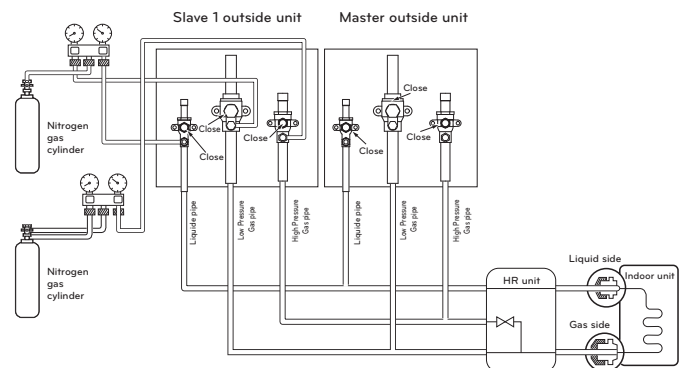 Slave 1 outside unit
Master outside unit
Nitrogen
gas
cylinder
Close
Close
Close
Close
Close
Close
Nitrogen
gas
cylinder
Liquide pipe
Low Pressure
Gas pipe
High Pressure
Gas pipe
Liquide pipe
Low Pressure
Gas pipe
High Pressure
Gas pipe
Liquid side
HR unit
Indoor unit
Gas side